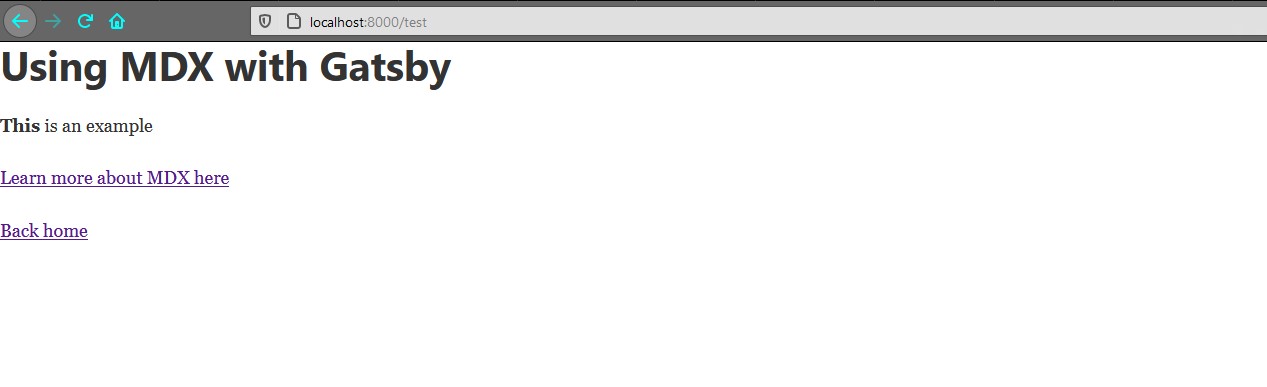 localhost:8000/test
Using MDX with Gatsby
This is an example
Learn more about MDX here
Back home